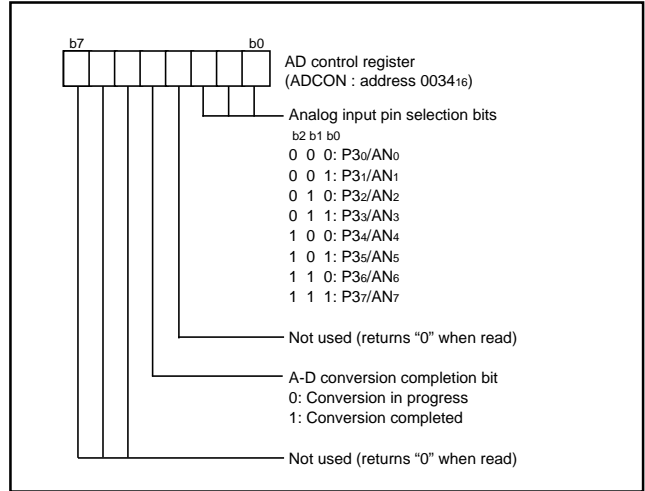 b7 b0
AD control register
(ADCON : address 003416)
Analog input pin selection bits
b2 b1 b0
0 0 0: P30/AN0
0 0 1: P31/AN1
0 1 0: P32/AN2
0 1 1: P33/AN3
1 0 0: P34/AN4
1 0 1: P35/AN5
1 1 0: P36/AN6
1 1 1: P37/AN7
Not used (returns “0” when read)
A-D conversion completion bit
0: Conversion in progress
1: Conversion completed
Not used (returns “0” when read)